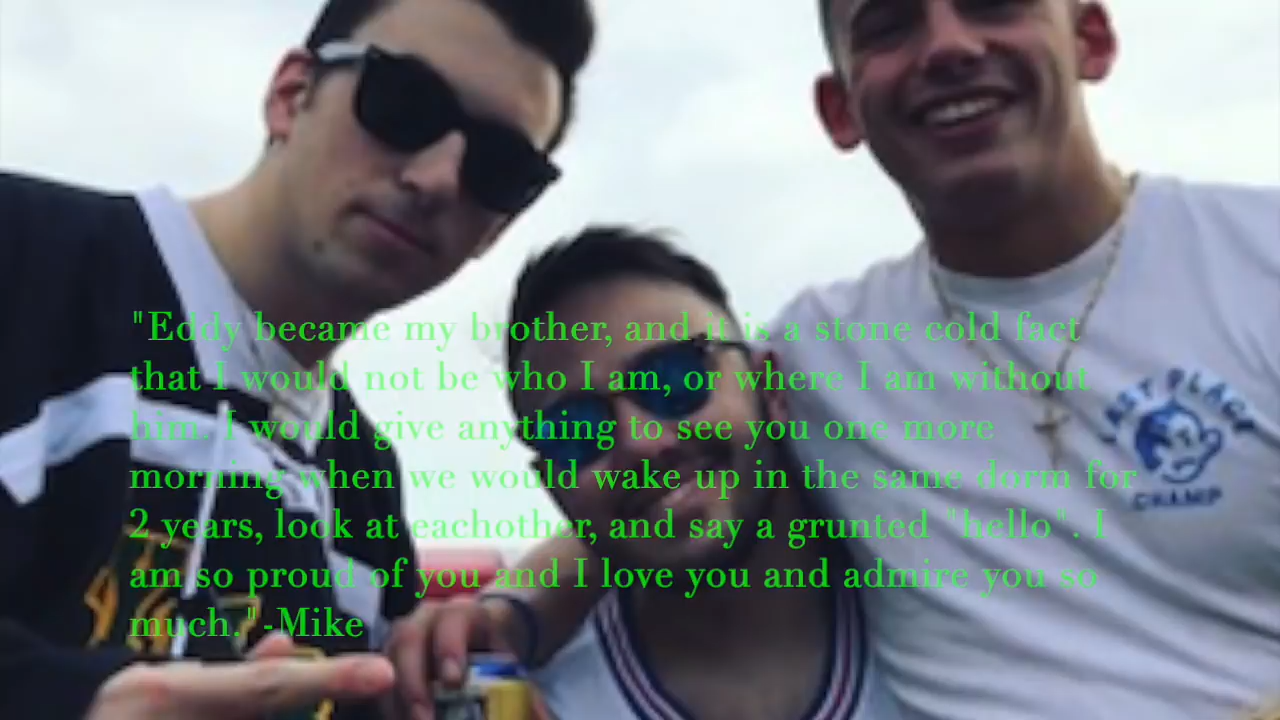 "Eddy became my brother, and it is a stone cold fact
that I would not be who I am, or where I am without
him. I would give anything to see you one more
morning when we would wake up in the same dorm for
2 years, look at eachother, and say a grunted "hello" . I
am so proud of you and I love you and admire you so
much."-Mike
LAST PLACE
CHAMP